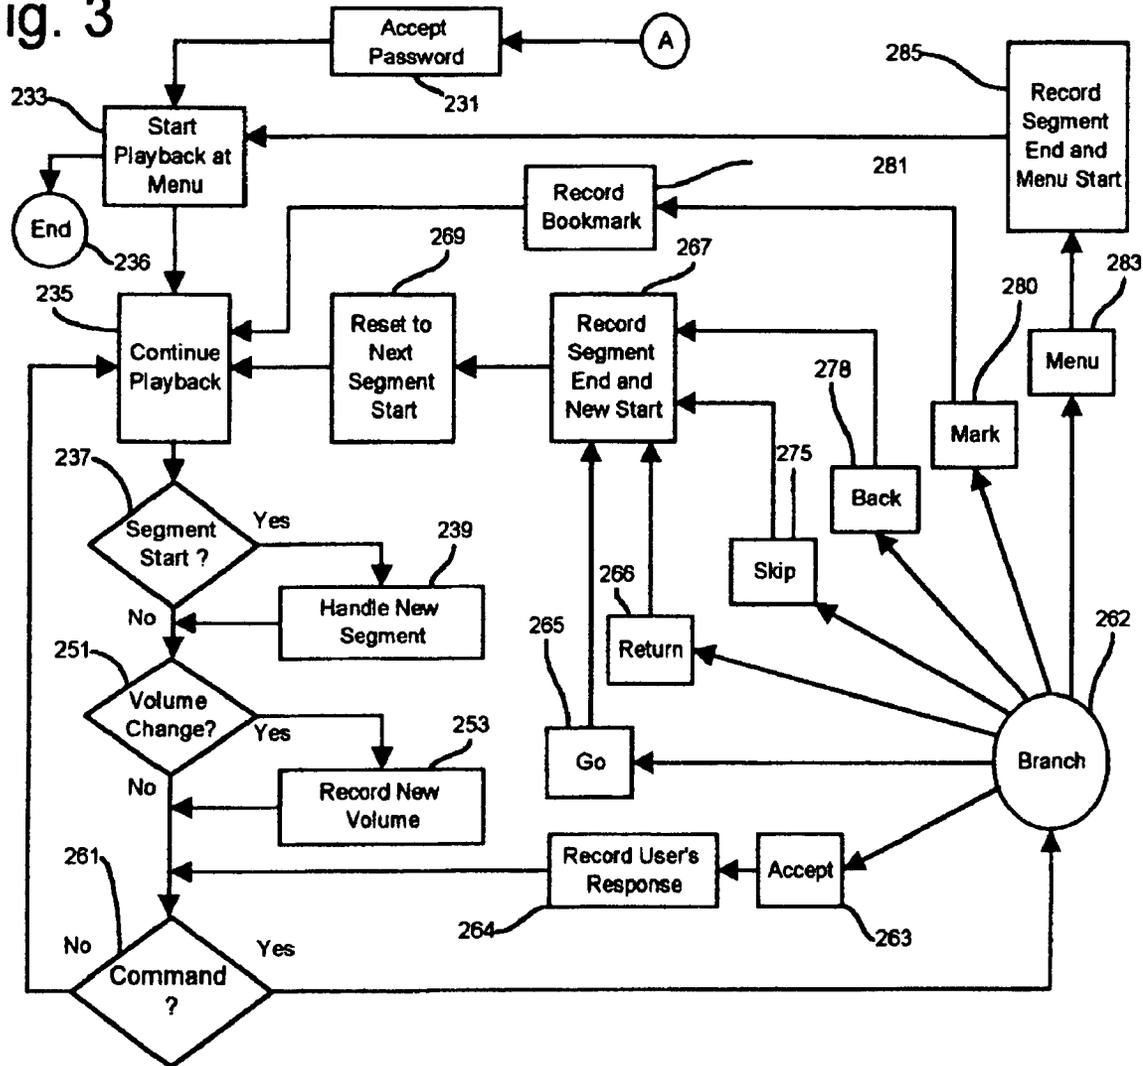 ig. 3
Accept
Password
A
231
285
Record
Segment
End and
Menu Start
233
Start
Playback at
Menu
End
236
Record
Bookmark
281
269
267
283
280
235
Continue
Playback
Reset to
Next
Segment
Start
Record
Segment
End and
New Start
Menu
278
Mark
237
Segment
Start ?
Yes
No
275
Back
239
Handle New
Segment
Skip
266
Return
265
262
251
Volume
Change?
Yes
No
253
Record New
Volume
Go
Branch
261
Record User's
Response
Accept
264
263
No
Yes
Command
?